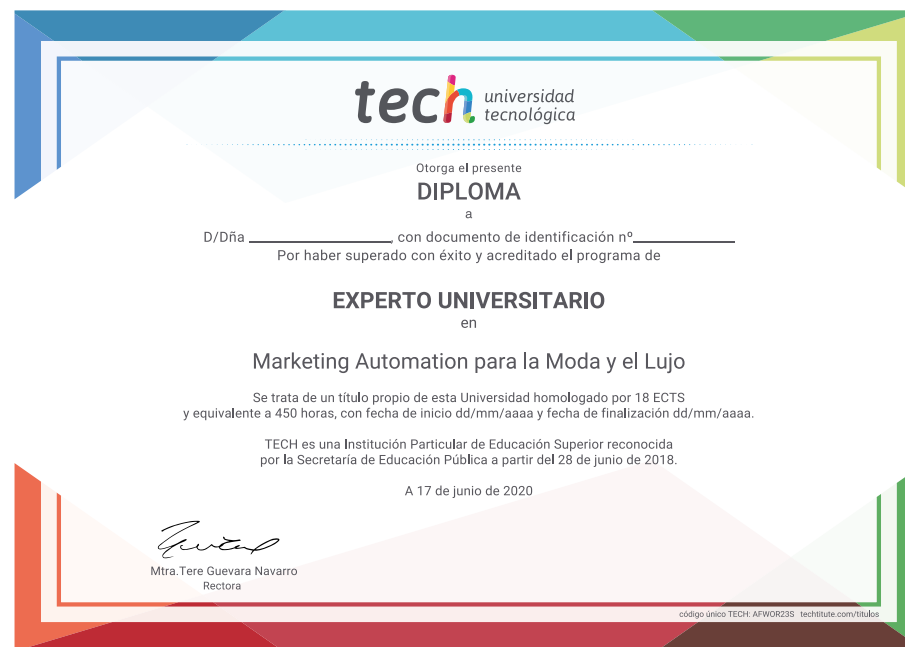 tech universidad
tecnológica
Otorga el presente
DIPLOMA
a
D/Dña ____________, con documento de identificación nº____________
Por haber superado con éxito y acreditado el programa de
EXPERTO UNIVERSITARIO
en
Marketing Automation para la Moda y el Lujo
Se trata de un título propio de esta Universidad homologado por 18 ECTS
y equivalente a 450 horas, con fecha de inicio dd/mm/aaaa y fecha de finalización dd/mm/aaaa.
TECH es una Institución Particular de Educación Superior reconocida
por la Secretaría de Educación Pública a partir del 28 de junio de 2018.
A 17 de junio de 2020
Mtra.Tere Guevara Navarro
Rectora
código único TECH: AFWOR23S techtitute.com/titulos